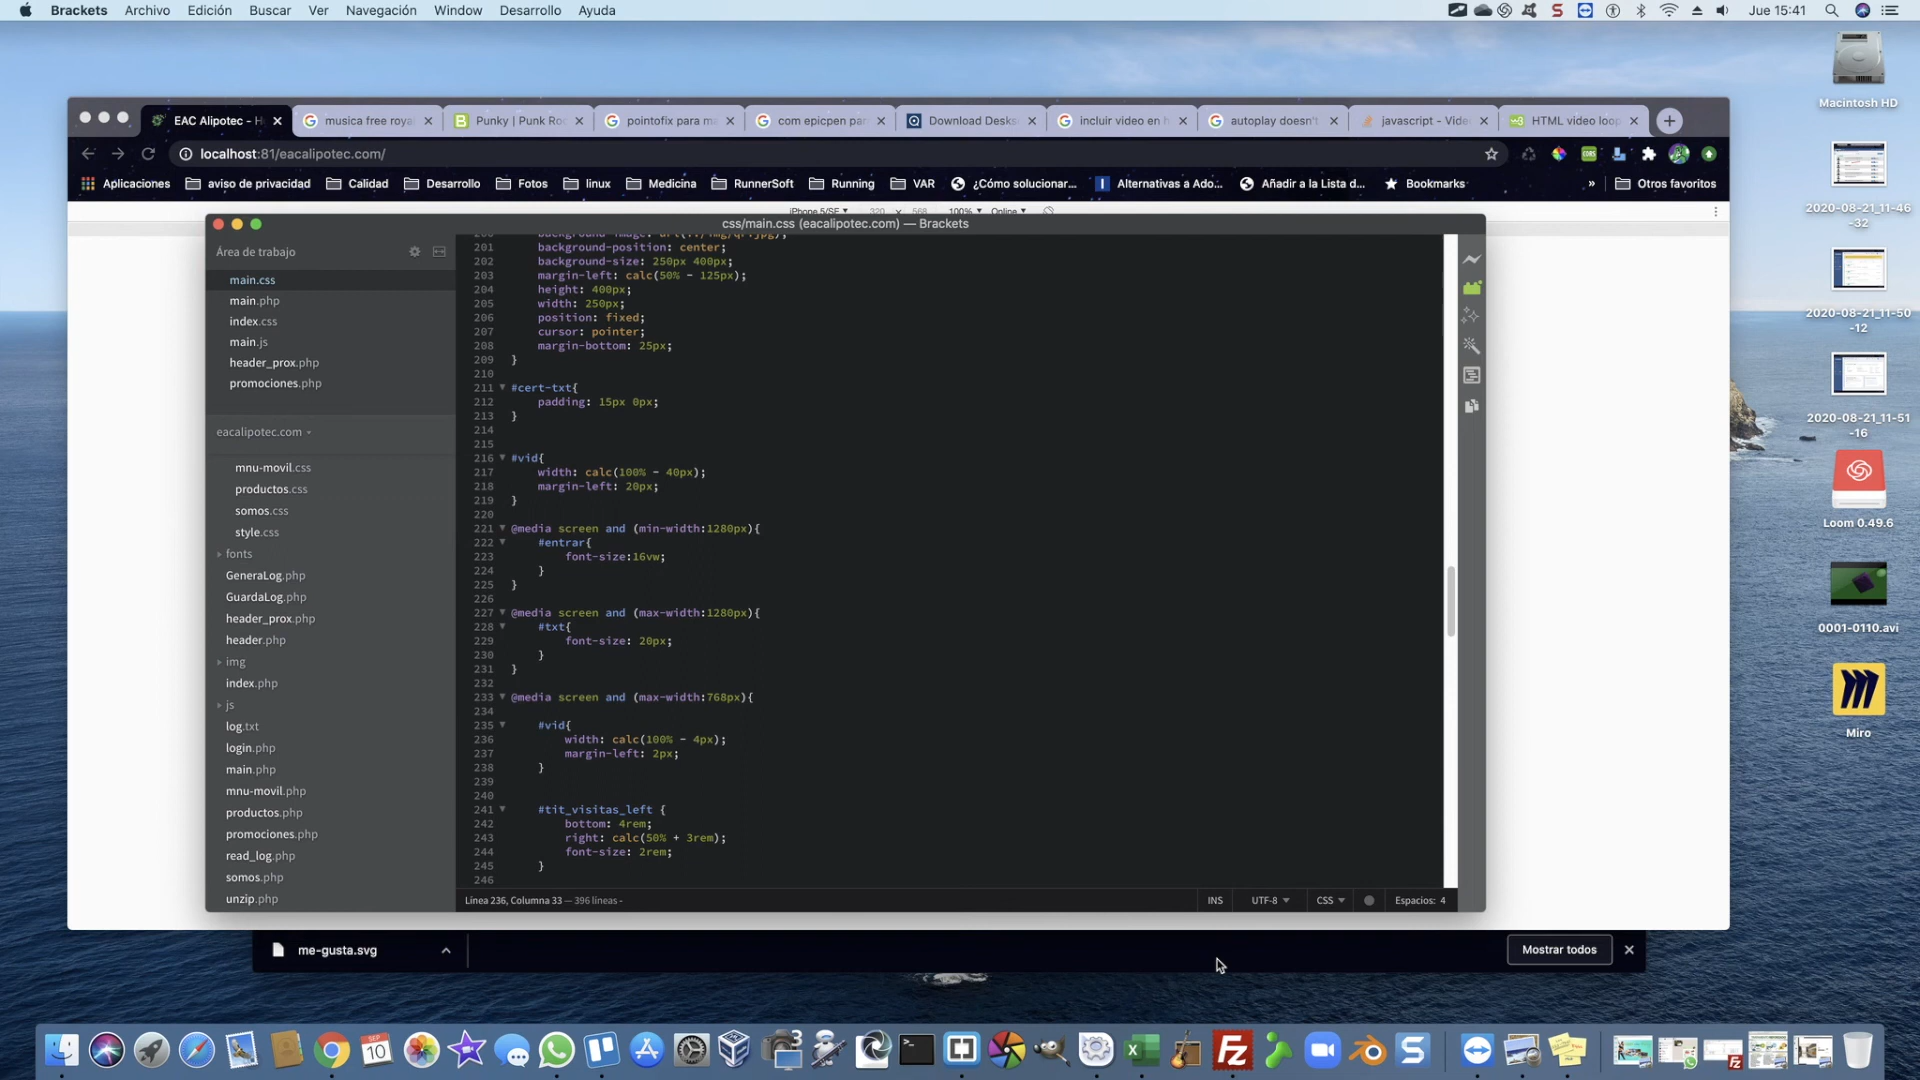 Brackets Archivo Edición Buscar Ver Navegación Window Desarrollo Ayuda Jue 15:41
EAC Alipotec - H musica free roya Punky | Punk Ro pointofix para ma com epicpen par Download Deskso incluir video en h autoplay doesn't javascript - Vide HTML video loop
localhost:81/eacalipotec.com/
Aplicaciones aviso de privacidad Calidad Desarrollo Fotos linux Medicina RunnerSoft Running VAR ¿Cómo solucionar... Alternativas a Ado... Añadir a la Lista d... Bookmarks » Otros favoritos
iPhone 5/SE 320 × 568 100% Online
css/main.css (eacalipotec.com) — Brackets
Área de trabajo
main.css
main.php
index.css
main.js
header_prox.php
promociones.php
eacalipotec.com
mnu-movil.css
productos.css
somos.css
style.css
fonts
GeneraLog.php
GuardaLog.php
header_prox.php
header.php
img
index.php
js
log.txt
login.php
main.php
mnu-movil.php
productos.php
promociones.php
read_log.php
somos.php
unzip.php
201 background-position: center;
202 background-size: 250px 400px;
203 margin-left: calc(50% - 125px);
204 height: 400px;
205 width: 250px;
206 position: fixed;
207 cursor: pointer;
208 margin-bottom: 25px;
209 }
210
211 #cert-txt{
212 padding: 15px 0px;
213 }
214
215
216 #vid{
217 width: calc(100% - 40px);
218 margin-left: 20px;
219 }
220
221 @media screen and (min-width:1280px){
222 #entrar{
223 font-size:16vw;
224 }
225 }
226
227 @media screen and (max-width:1280px){
228 #txt{
229 font-size: 20px;
230 }
231 }
232
233 @media screen and (max-width:768px){
234
235 #vid{
236 width: calc(100% - 4px);
237 margin-left: 2px;
238 }
239
240
241 #tit_visitas_left {
242 bottom: 4rem;
243 right: calc(50% + 3rem);
244 font-size: 2rem;
245 }
246
Línea 236, Columna 33 — 396 líneas - INS UTF-8 CSS Espacios: 4
me-gusta.svg Mostrar todos
Macintosh HD
2020-08-21_11-46
-32
2020-08-21_11-50
-12
2020-08-21_11-51
-16
Loom 0.49.6
0001-0110.avi
Miro
SEP
10
3